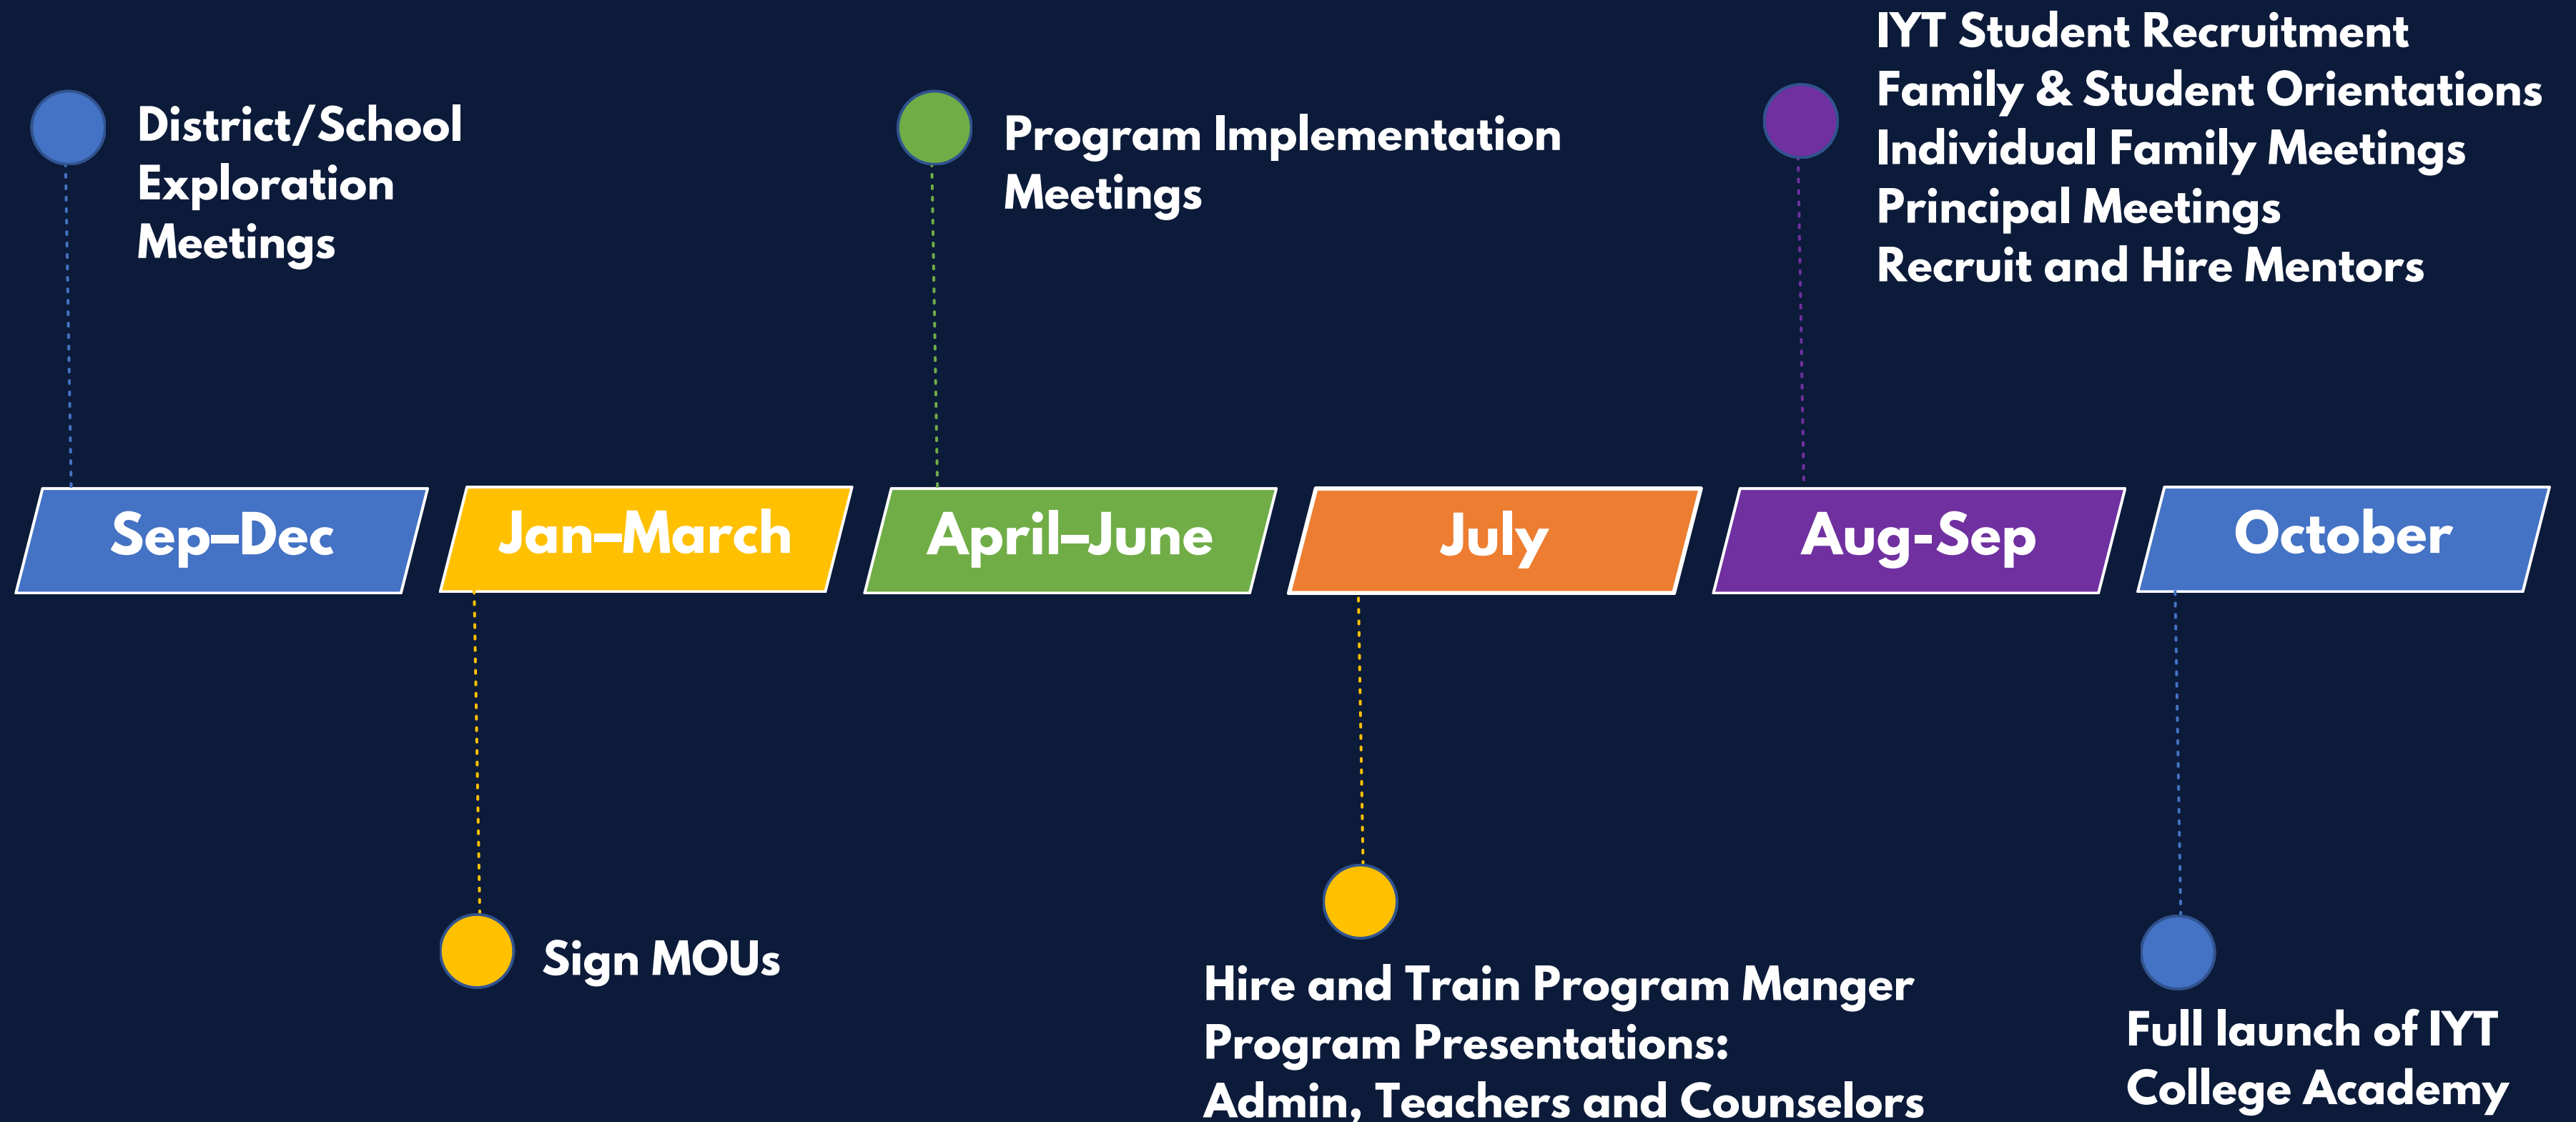 District/School
Exploration
Meetings
Program Implementation
Meetings
IYT Student Recruitment
Family & Student Orientations
Individual Family Meetings
Principal Meetings
Recruit and Hire Mentors
Sep–Dec
Jan–March
April–June
July
Aug-Sep
October
Sign MOUs
Hire and Train Program Manger
Program Presentations:
Admin, Teachers and Counselors
Full launch of IYT
College Academy